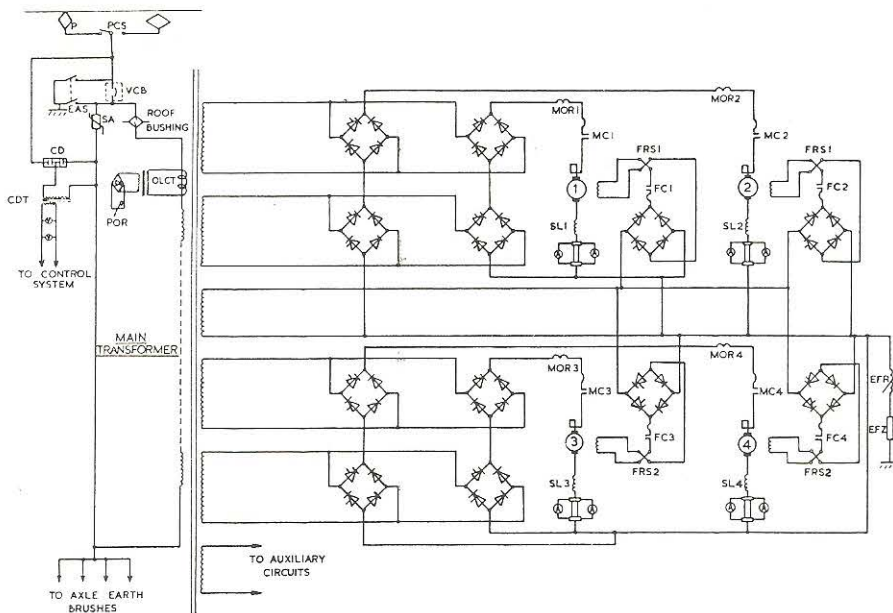 P
PCS
VCB
EAS
SA
ROOF
BUSHING
CD
CDT
OLCT
POR
TO CONTROL
SYSTEM
MAIN
TRANSFORMER
TO AXLE EARTH
BRUSHES
MOR1
MOR2
MC1
MC2
FRS1
FRS1
1
2
FC1
FC2
SL1
SL2
A
A
A
A
MOR3
MOR4
MC3
MC4
EFR
EFZ
3
4
FC3
FC4
FRS2
FRS2
SL3
SL4
A
A
A
A
TO AUXILIARY
CIRCUITS